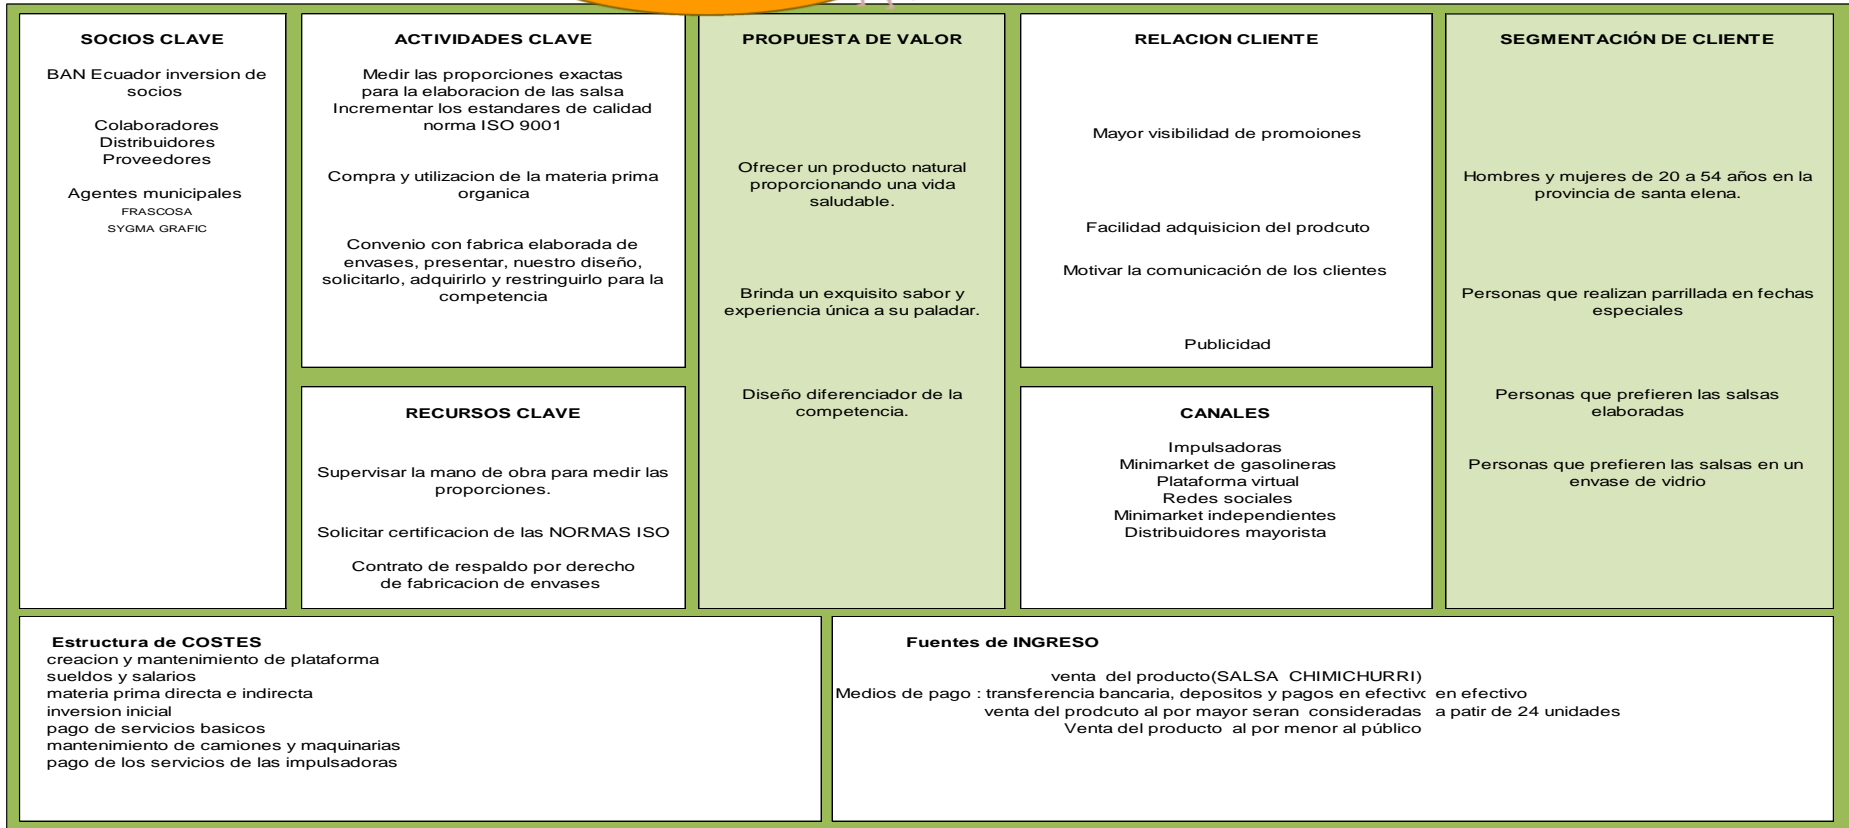 SOCIOS CLAVE
BAN Ecuador inversion de
socios
Colaboradores
Distribuidores
Proveedores
Agentes municipales
FRASCOSA
SYGMA GRAFIC
ACTIVIDADES CLAVE
Medir las proporciones exactas
para la elaboracion de las salsa
Incrementar los estandares de calidad
norma ISO 9001
Compra y utilizacion de la materia prima
organica
Convenio con fabrica elaborada de
envases, presentar, nuestro diseño,
solicitarlo, adquirirlo y restringuirlo para la
competencia
RECURSOS CLAVE
Supervisar la mano de obra para medir las
proporciones.
Solicitar certificacion de las NORMAS ISO
Contrato de respaldo por derecho
de fabricacion de envases
PROPUESTA DE VALOR
Ofrecer un producto natural
proporcionando una vida
saludable.
Brinda un exquisito sabor y
experiencia única a su paladar.
Diseño diferenciador de la
competencia.
RELACION CLIENTE
Mayor visibilidad de promoiones
Facilidad adquisicion del prodcuto
Motivar la comunicación de los clientes
Publicidad
CANALES
Impulsadoras
Minimarket de gasolineras
Plataforma virtual
Redes sociales
Minimarket independientes
Distribuidores mayorista
SEGMENTACIÓN DE CLIENTE
Hombres y mujeres de 20 a 54 años en la
provincia de santa elena.
Personas que realizan parrillada en fechas
especiales
Personas que prefieren las salsas
elaboradas
Personas que prefieren las salsas en un
envase de vidrio
Estructura de COSTES
creacion y mantenimiento de plataforma
sueldos y salarios
materia prima directa e indirecta
inversion inicial
pago de servicios basicos
mantenimiento de camiones y maquinarias
pago de los servicios de las impulsadoras
Fuentes de INGRESO
venta del producto(SALSA CHIMICHURRI)
Medios de pago : transferencia bancaria, depositos y pagos en efectivo en efectivo
venta del prodcuto al por mayor seran consideradas a patir de 24 unidades
Venta del producto al por menor al público